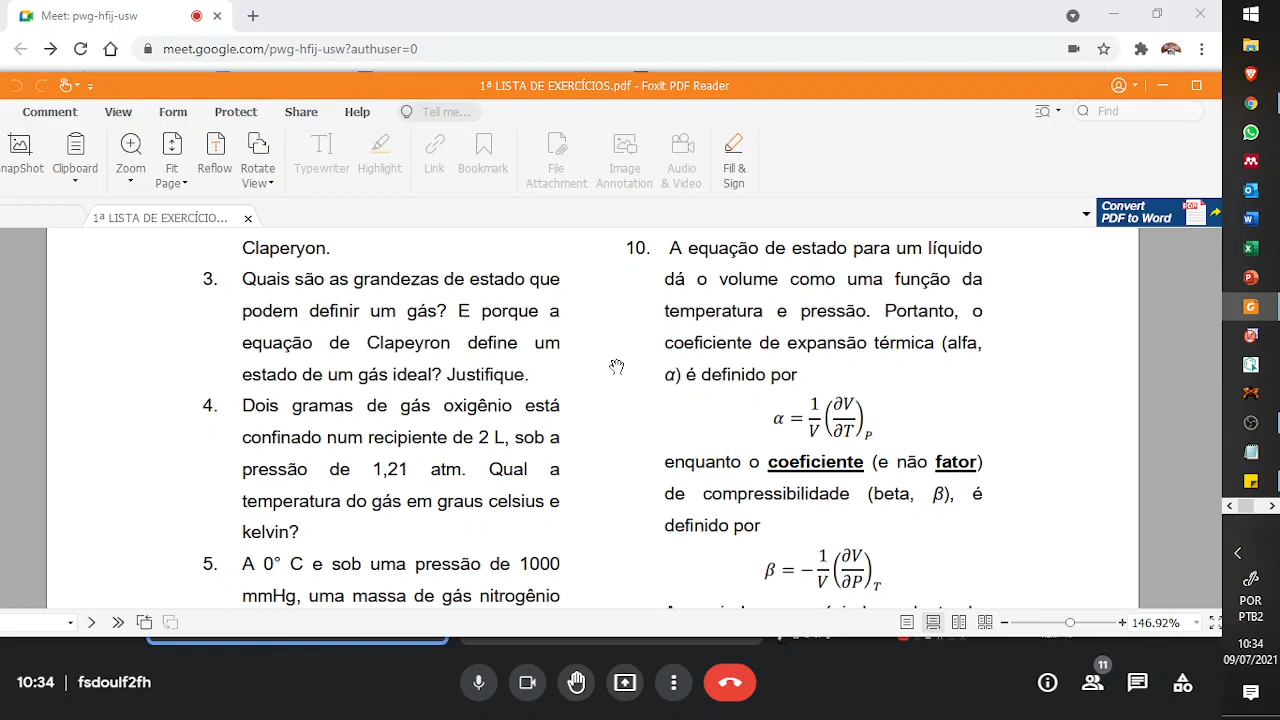 Meet: pwg-hfij-usw
meet.google.com/pwg-hfij-usw?authuser=0
1ª LISTA DE EXERCÍCIOS.pdf - Foxit PDF Reader
Comment View Form Protect Share Help Tell me... Find
SnapShot Clipboard Zoom Fit Page Reflow Rotate View Typewriter Highlight Link Bookmark File Attachment Image Annotation Audio & Video Fill & Sign
1ª LISTA DE EXERCÍCIO...
Convert
PDF to Word
PDF
Claperyon.
3. Quais são as grandezas de estado que
podem definir um gás? E porque a
equação de Clapeyron define um
estado de um gás ideal? Justifique.
4. Dois gramas de gás oxigênio está
confinado num recipiente de 2 L, sob a
pressão de 1,21 atm. Qual a
temperatura do gás em graus celsius e
kelvin?
5. A 0° C e sob uma pressão de 1000
mmHg, uma massa de gás nitrogênio
10. A equação de estado para um líquido
dá o volume como uma função da
temperatura e pressão. Portanto, o
coeficiente de expansão térmica (alfa,
α) é definido por
α = 1/V (∂V/∂T)P
enquanto o coeficiente (e não fator)
de compressibilidade (beta, β), é
definido por
β = − 1/V (∂V/∂P)T
146.92%
POR
PTB2
10:34
09/07/2021
10:34 | fsdoulf2fh
11